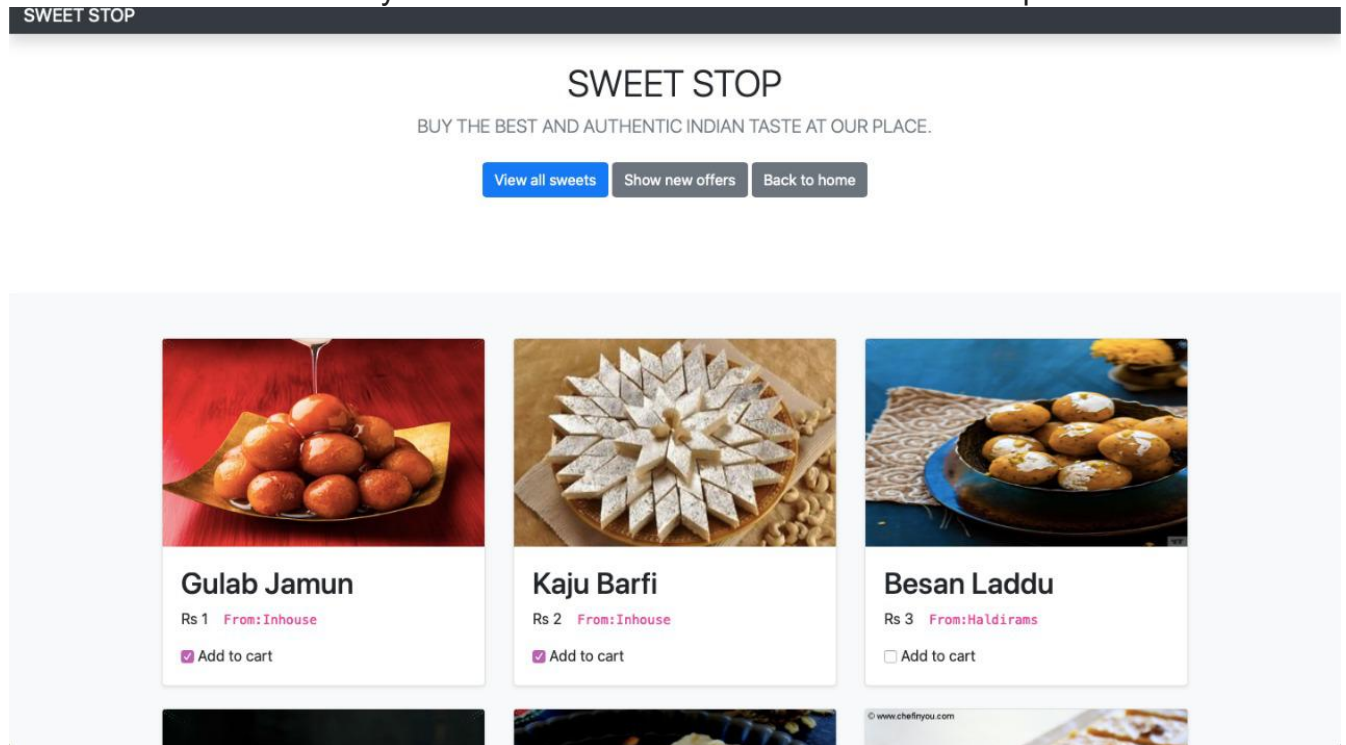 SWEET STOP
SWEET STOP
BUY THE BEST AND AUTHENTIC INDIAN TASTE AT OUR PLACE.
View all sweets Show new offers Back to home
Gulab Jamun
Rs 1 From:Inhouse
Add to cart
Kaju Barfi
Rs 2 From:Inhouse
Add to cart
Besan Laddu
Rs 3 From:Haldirams
Add to cart
© www.chefinyou.com